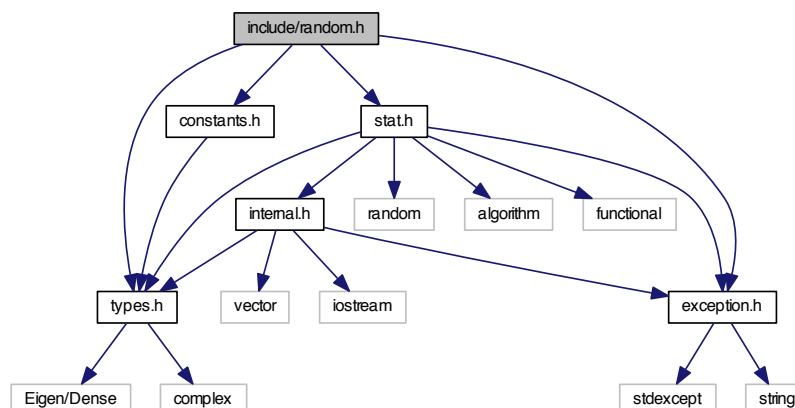 include/random.h
constants.h
stat.h
internal.h
random
algorithm
functional
types.h
vector
iostream
exception.h
Eigen/Dense
complex
stdexcept
string